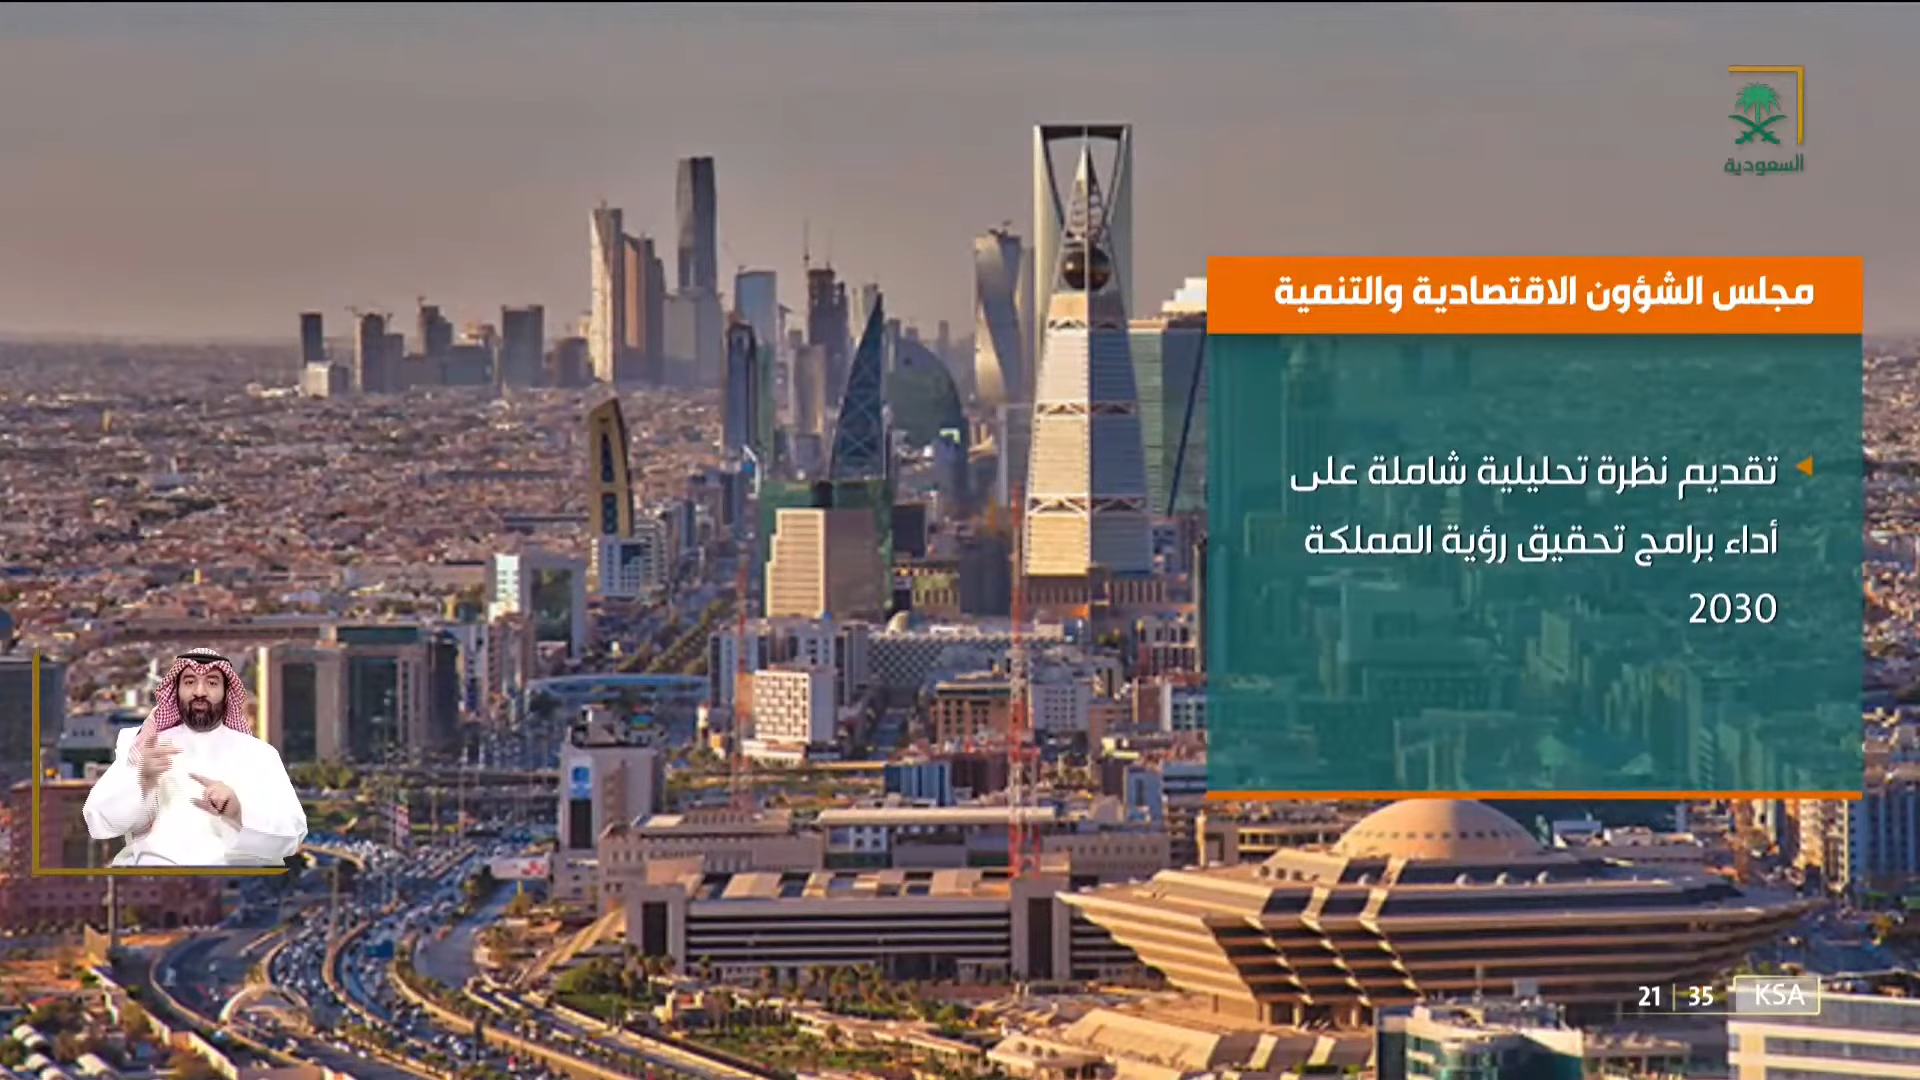 السعودية
مجلس الشؤون الاقتصادية والتنمية
تقديم نظرة تحليلية شاملة على
أداء برامج تحقيق رؤية المملكة
2030
21 | 35 KSA